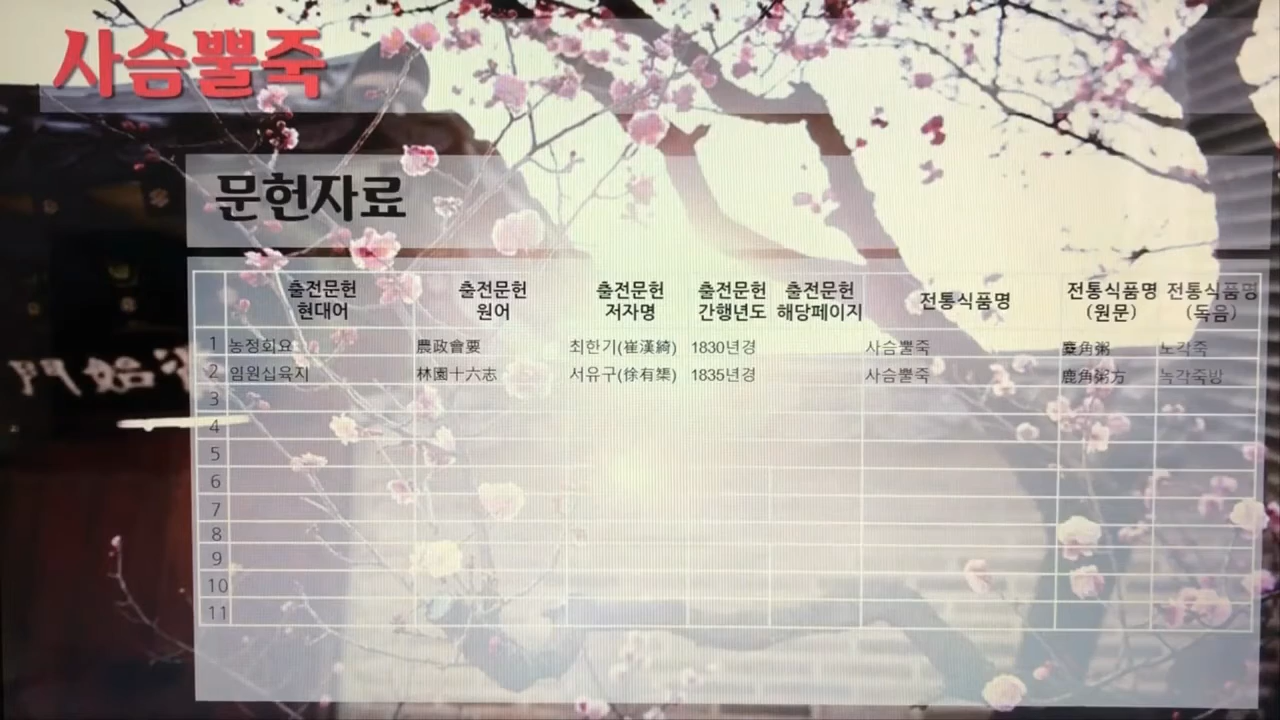 사슴뿔죽
문헌자료
출전문헌 현대어 출전문헌 원어 출전문헌 저자명 출전문헌 간행년도 출전문헌 해당페이지 전통식품명 전통식품명 (원문) 전통식품명 (독음)
1 농정회요 農政會要 최한기(崔漢綺) 1830년경 사슴뿔죽 角粥 노각죽
2 임원십육지 林園十六志 서유구(徐有榘) 1835년경 사슴뿔죽 鹿角粥方 녹각죽방
3
4
5
6
7
8
9
10
11